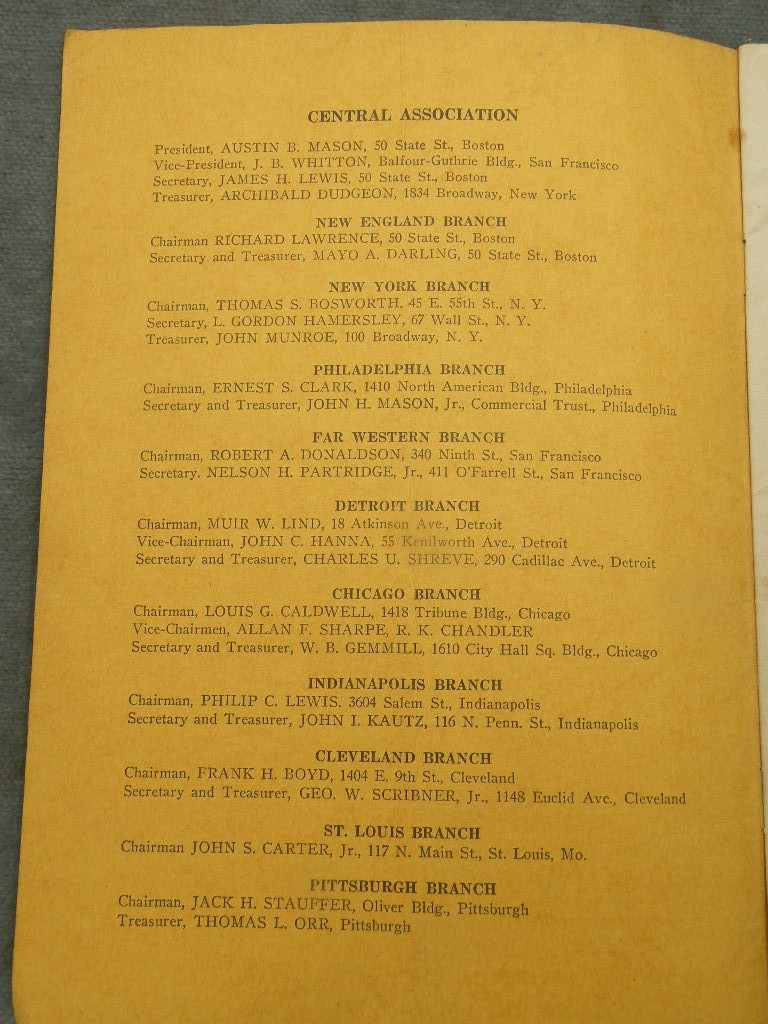 CENTRAL ASSOCIATION
President, AUSTIN B. MASON, 50 State St., Boston
Vice-President, J. B. WHITTON, Balfour-Guthrie Bldg., San Francisco
Secretary, JAMES H. LEWIS, 50 State St., Boston
Treasurer, ARCHIBALD DUDGEON, 1834 Broadway, New York
NEW ENGLAND BRANCH
Chairman RICHARD LAWRENCE, 50 State St., Boston
Secretary and Treasurer, MAYO A. DARLING, 50 State St., Boston
NEW YORK BRANCH
Chairman, THOMAS S. BOSWORTH. 45 E. 55th St., N. Y.
Secretary, L. GORDON HAMERSLEY, 67 Wall St., N. Y.
Treasurer, JOHN MUNROE, 100 Broadway, N. Y.
PHILADELPHIA BRANCH
Chairman, ERNEST S. CLARK, 1410 North American Bldg., Philadelphia
Secretary and Treasurer, JOHN H. MASON, Jr., Commercial Trust., Philadelphia
FAR WESTERN BRANCH
Chairman, ROBERT A. DONALDSON, 340 Ninth St., San Francisco
Secretary. NELSON H. PARTRIDGE, Jr., 411 O'Farrell St., San Francisco
DETROIT BRANCH
Chairman, MUIR W. LIND, 18 Atkinson Ave., Detroit
Vice-Chairman, JOHN C. HANNA, 55 Kenilworth Ave., Detroit
Secretary and Treasurer, CHARLES U. SHREVE, 290 Cadillac Ave., Detroit
CHICAGO BRANCH
Chairman, LOUIS G. CALDWELL, 1418 Tribune Bldg., Chicago
Vice-Chairmen, ALLAN F. SHARPE, R. K. CHANDLER
Secretary and Treasurer, W. B. GEMMILL, 1610 City Hall Sq. Bldg., Chicago
INDIANAPOLIS BRANCH
Chairman, PHILIP C. LEWIS. 3604 Salem St., Indianapolis
Secretary and Treasurer, JOHN I. KAUTZ, 116 N. Penn. St., Indianapolis
CLEVELAND BRANCH
Chairman, FRANK H. BOYD, 1404 E. 9th St., Cleveland
Secretary and Treasurer, GEO. W. SCRIBNER, Jr., 1148 Euclid Ave., Cleveland
ST. LOUIS BRANCH
Chairman JOHN S. CARTER, Jr., 117 N. Main St., St. Louis, Mo.
PITTSBURGH BRANCH
Chairman, JACK H. STAUFFER, Oliver Bldg., Pittsburgh
Treasurer, THOMAS L. ORR, Pittsburgh